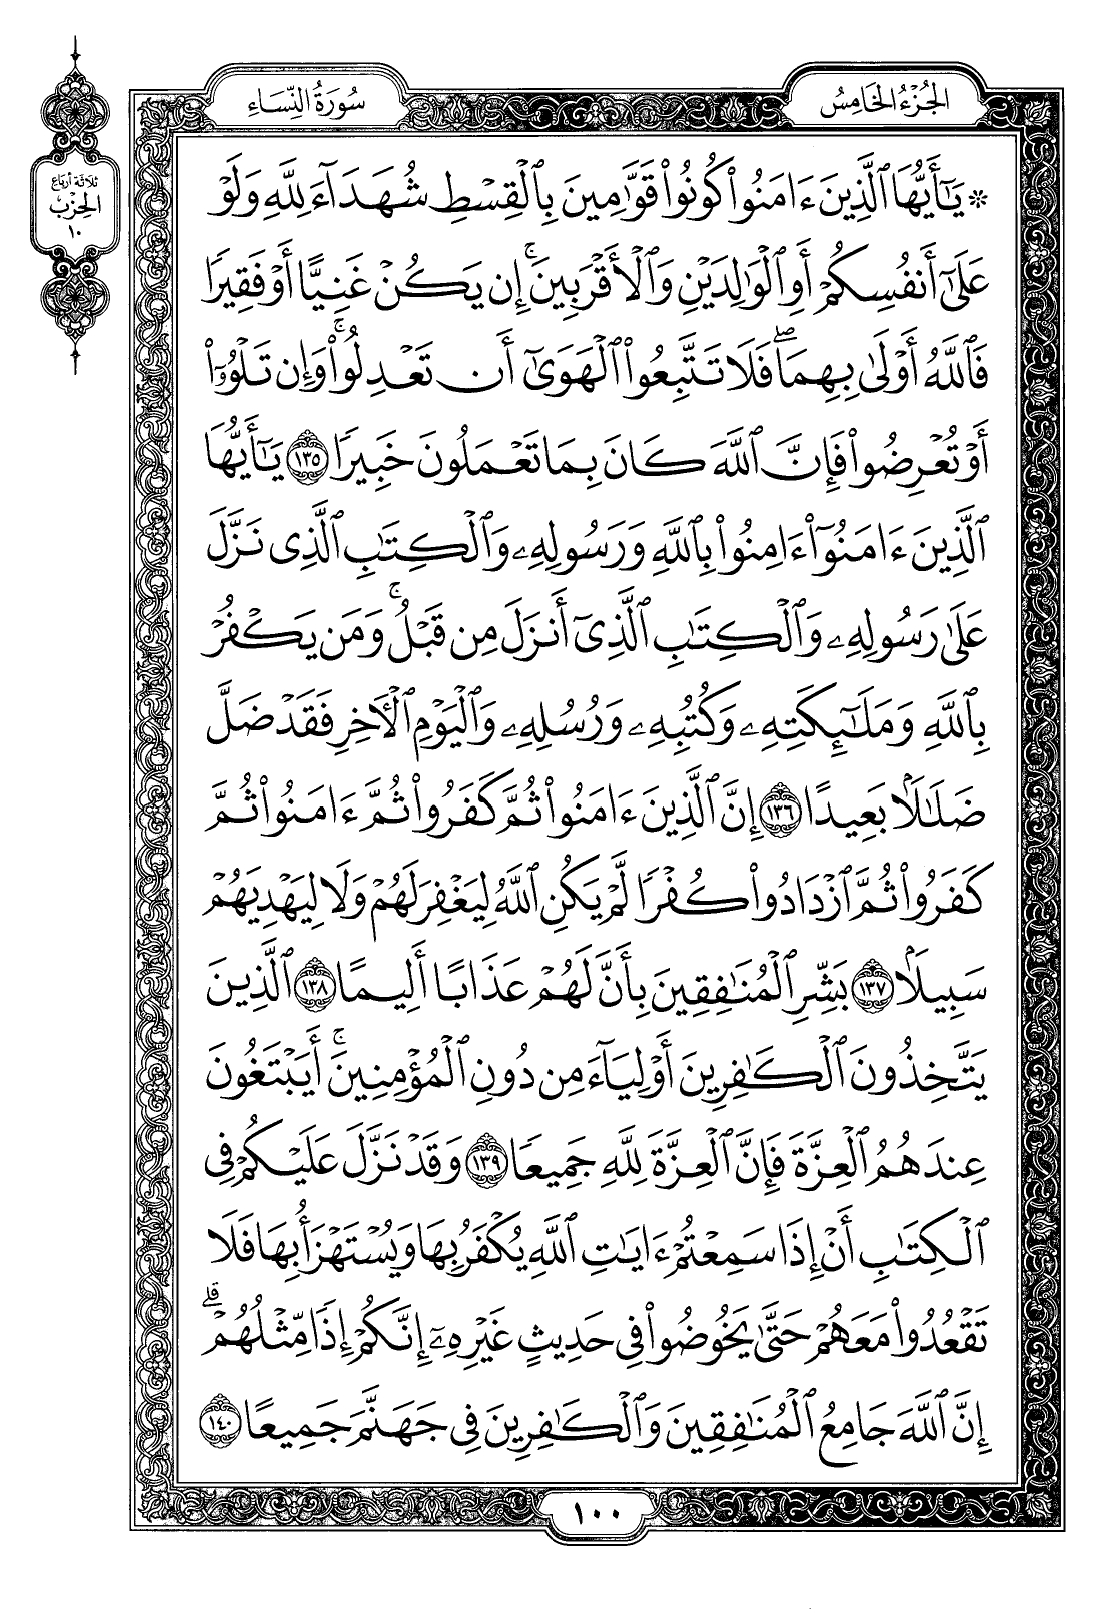 الجُزْءُ الخَامِسُ
سُورَةُ النِّسَاءِ
ثلاثة أرباع
الحِزْب
١٠
۞ يَٰٓأَيُّهَا ٱلَّذِينَ ءَامَنُوا۟ كُونُوا۟ قَوَّٰمِينَ بِٱلْقِسْطِ شُهَدَآءَ لِلَّهِ وَلَوْ
عَلَىٰٓ أَنفُسِكُمْ أَوِ ٱلْوَٰلِدَيْنِ وَٱلْأَقْرَبِينَ ۚ إِن يَكُنْ غَنِيًّا أَوْ فَقِيرًا
فَٱللَّهُ أَوْلَىٰ بِهِمَا ۖ فَلَا تَتَّبِعُوا۟ ٱلْهَوَىٰٓ أَن تَعْدِلُوا۟ ۚ وَإِن تَلْوُۥٓا۟
أَوْ تُعْرِضُوا۟ فَإِنَّ ٱللَّهَ كَانَ بِمَا تَعْمَلُونَ خَبِيرًا ١٣٥ يَٰٓأَيُّهَا
ٱلَّذِينَ ءَامَنُوٓا۟ ءَامِنُوا۟ بِٱللَّهِ وَرَسُولِهِۦ وَٱلْكِتَٰبِ ٱلَّذِى نَزَّلَ
عَلَىٰ رَسُولِهِۦ وَٱلْكِتَٰبِ ٱلَّذِىٓ أَنزَلَ مِن قَبْلُ ۚ وَمَن يَكْفُرْ
بِٱللَّهِ وَمَلَٰٓئِكَتِهِۦ وَكُتُبِهِۦ وَرُسُلِهِۦ وَٱلْيَوْمِ ٱلْءَاخِرِ فَقَدْ ضَلَّ
ضَلَٰلًۢا بَعِيدًا ١٣٦ إِنَّ ٱلَّذِينَ ءَامَنُوا۟ ثُمَّ كَفَرُوا۟ ثُمَّ ءَامَنُوا۟ ثُمَّ
كَفَرُوا۟ ثُمَّ ٱزْدَادُوا۟ كُفْرًا لَّمْ يَكُنِ ٱللَّهُ لِيَغْفِرَ لَهُمْ وَلَا لِيَهْدِيَهُمْ
سَبِيلًۢا ١٣٧ بَشِّرِ ٱلْمُنَٰفِقِينَ بِأَنَّ لَهُمْ عَذَابًا أَلِيمًا ١٣٨ ٱلَّذِينَ
يَتَّخِذُونَ ٱلْكَٰفِرِينَ أَوْلِيَآءَ مِن دُونِ ٱلْمُؤْمِنِينَ ۚ أَيَبْتَغُونَ
عِندَهُمُ ٱلْعِزَّةَ فَإِنَّ ٱلْعِزَّةَ لِلَّهِ جَمِيعًا ١٣٩ وَقَدْ نَزَّلَ عَلَيْكُمْ فِى
ٱلْكِتَٰبِ أَنْ إِذَا سَمِعْتُمْ ءَايَٰتِ ٱللَّهِ يُكْفَرُ بِهَا وَيُسْتَهْزَأُ بِهَا فَلَا
تَقْعُدُوا۟ مَعَهُمْ حَتَّىٰ يَخُوضُوا۟ فِى حَدِيثٍ غَيْرِهِۦٓ ۚ إِنَّكُمْ إِذًا مِّثْلُهُمْ ۗ
إِنَّ ٱللَّهَ جَامِعُ ٱلْمُنَٰفِقِينَ وَٱلْكَٰفِرِينَ فِى جَهَنَّمَ جَمِيعًا ١٤٠
١٠٠